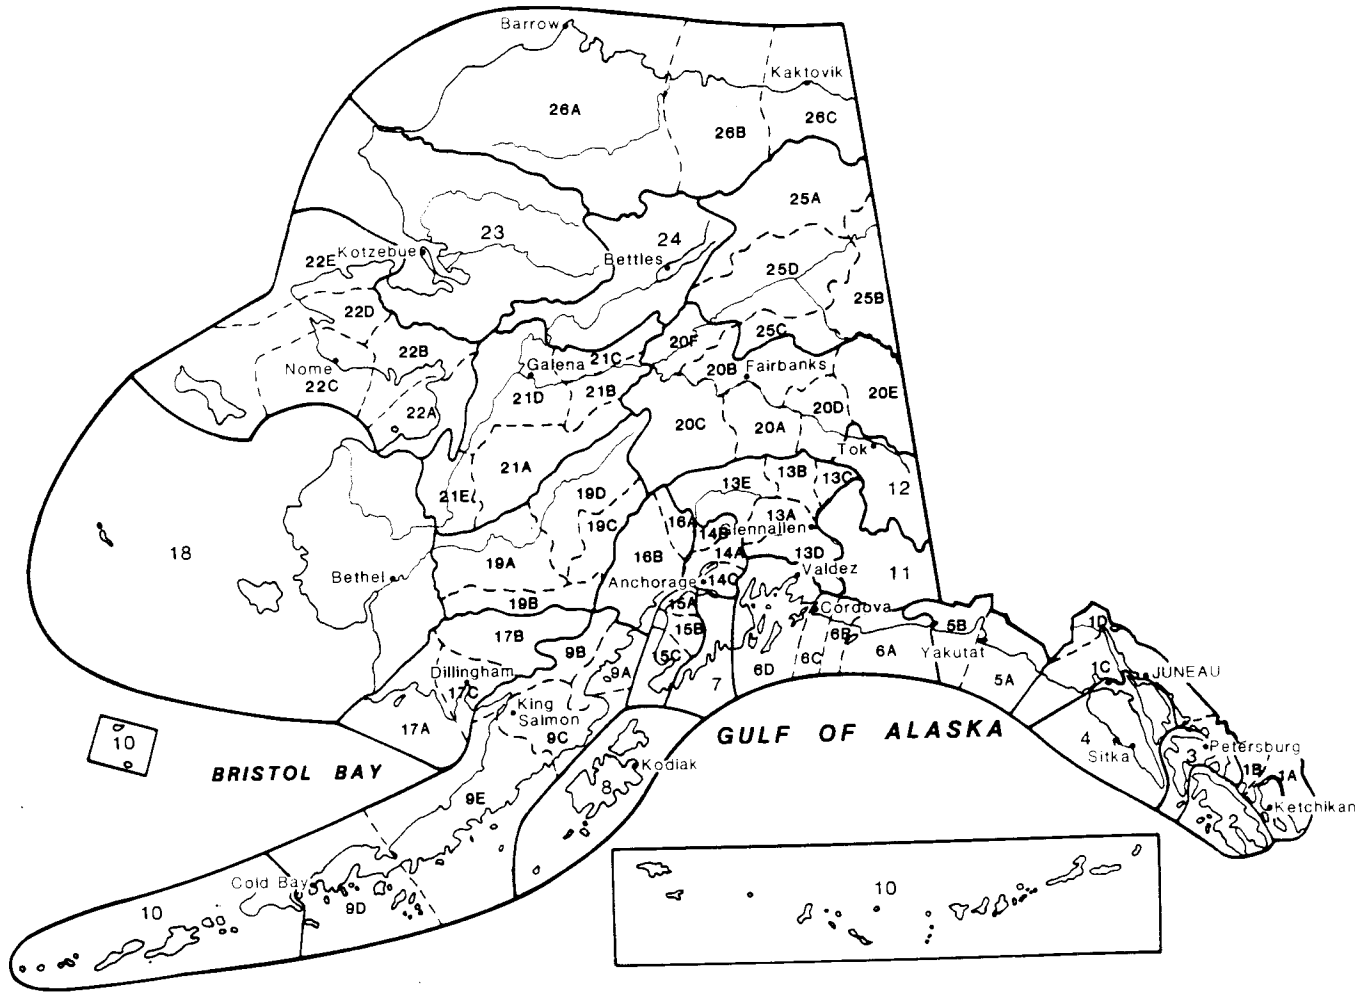 Barrow
Kaktovik
26A
26B
26C
25A
23
24
Kotzebue
22E
Bettles
25D
25B
22D
25C
20F
22B
21C
Nome
22C
Galena
20B
Fairbanks
21D
21B
20E
22A
20D
20C
20A
Tok
21A
13B
13E
13C
12
21E
19D
16A
13A
19C
14B
Glennallen
18
16B
14A
13D
19A
Valdez
11
Bethel
Anchorage
14C
19B
15A
Cordova
5B
1D
17B
15B
6B
9B
15C
6A
Yakutat
Dillingham
9A
6D
6C
1C
JUNEAU
17C
7
5A
King
Salmon
17A
9C
GULF OF ALASKA
4
Sitka
Petersburg
3
10
BRISTOL BAY
Kodiak
1B
1A
8
9E
Ketchikan
2
Cold Bay
10
9D
10